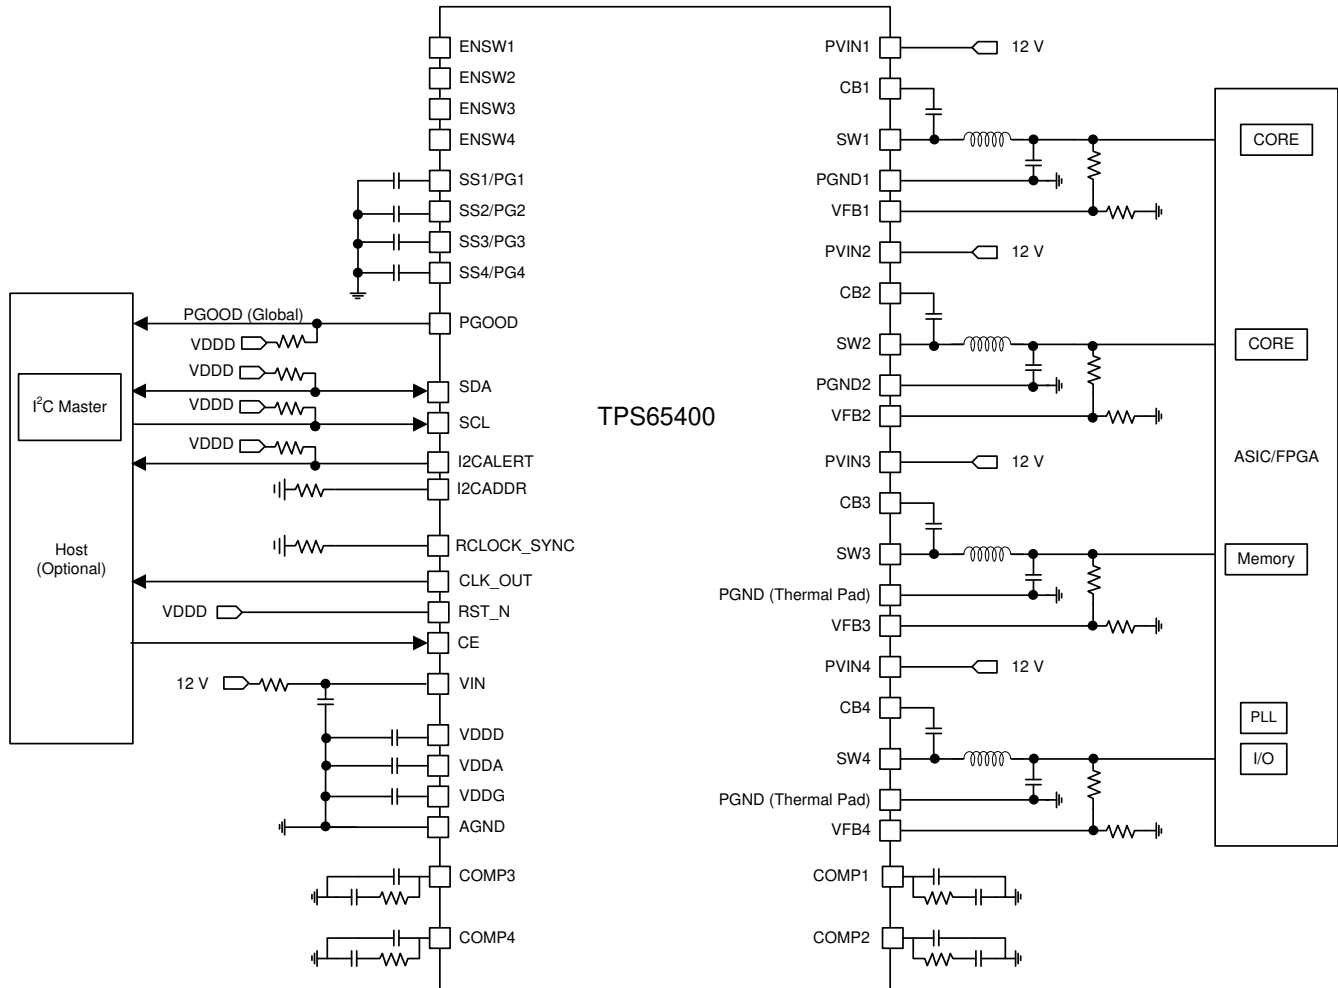 ENSW1
ENSW2
ENSW3
ENSW4
SS1/PG1
SS2/PG2
SS3/PG3
SS4/PG4
PGOOD (Global)
PGOOD
VDDD
VDDD
SDA
I²C Master
VDDD
SCL
VDDD
I2CALERT
I2CADDR
Host
(Optional)
RCLOCK_SYNC
CLK_OUT
VDDD
RST_N
CE
12 V
VIN
VDDD
VDDA
VDDG
AGND
COMP3
COMP4
TPS65400
PVIN1
12 V
CB1
SW1
PGND1
VFB1
PVIN2
12 V
CB2
SW2
PGND2
VFB2
PVIN3
12 V
CB3
SW3
PGND (Thermal Pad)
VFB3
PVIN4
12 V
CB4
SW4
PGND (Thermal Pad)
VFB4
COMP1
COMP2
CORE
CORE
ASIC/FPGA
Memory
PLL
I/O